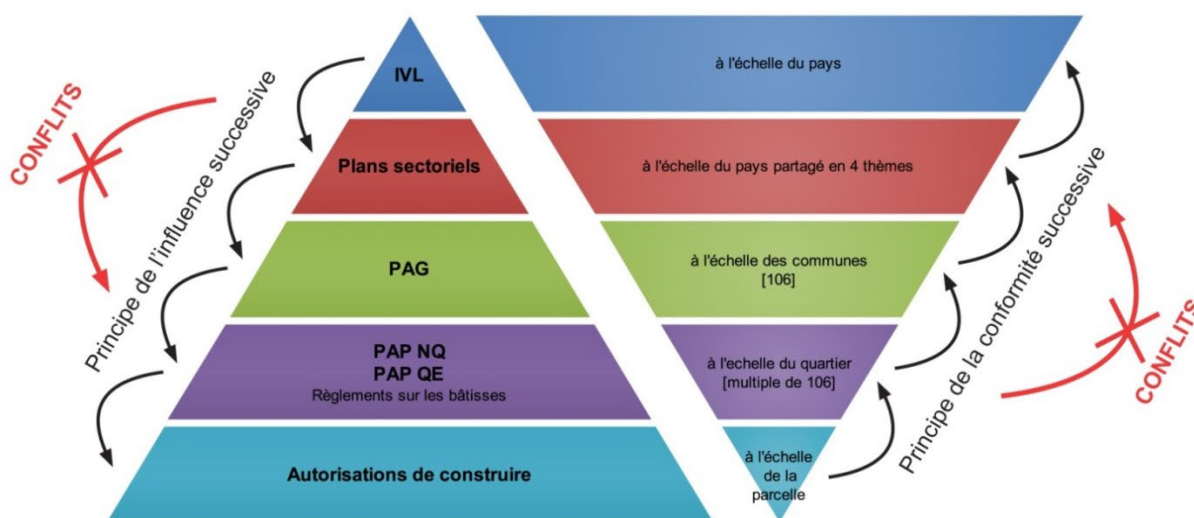 IVL
Plans sectoriels
PAG
PAP NQ
PAP QE
Règlements sur les bâtisses
Autorisations de construire
à l'échelle du pays
à l'échelle du pays partagé en 4 thèmes
à l'échelle des communes
[106]
à l'echelle du quartier
[multiple de 106]
à l'échelle
de la
parcelle
CONFLITS
Principe de l'influence successive
Principe de la conformité successive
CONFLITS